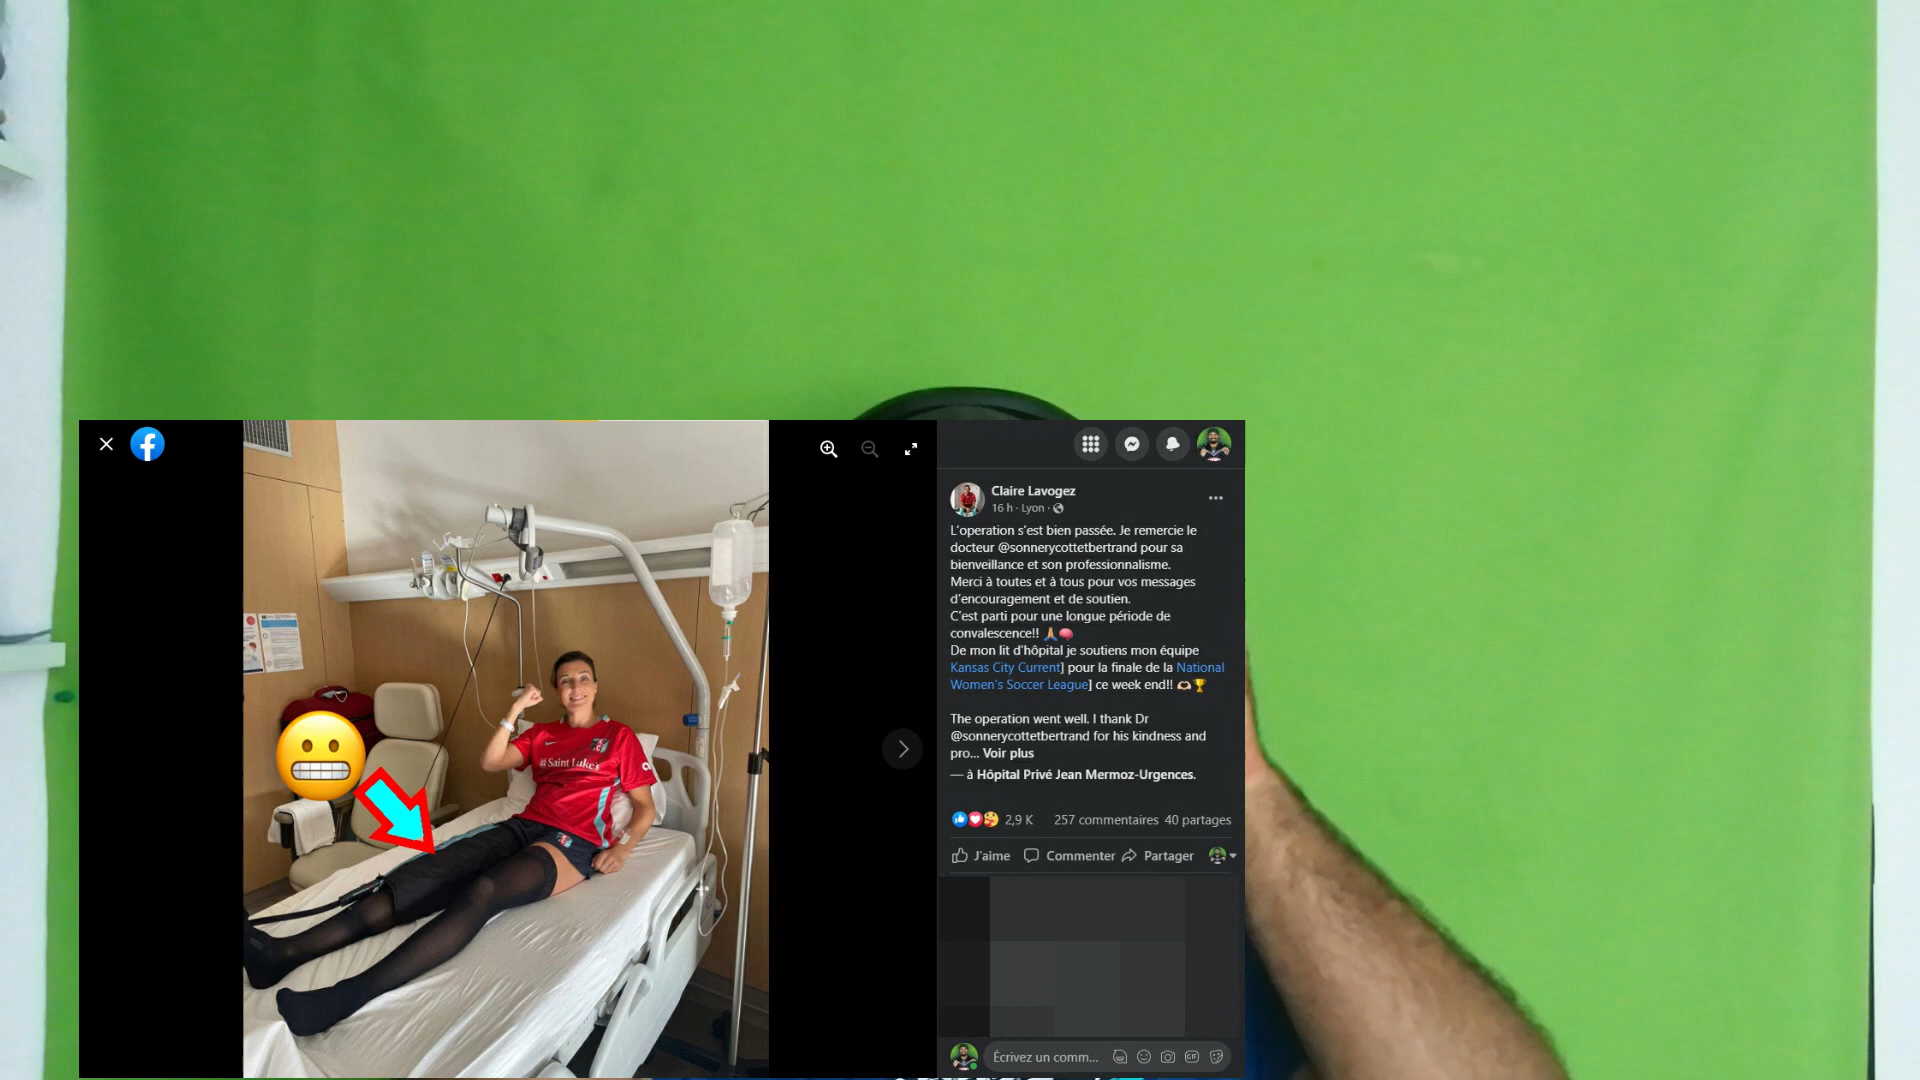 Saint Luke's
Claire Lavogez
16 h · Lyon ·
L'operation s'est bien passée. Je remercie le
docteur @sonnerycottetbertrand pour sa
bienveillance et son professionnalisme.
Merci à toutes et à tous pour vos messages
d'encouragement et de soutien.
C'est parti pour une longue période de
convalescence!! 🙏🧠
De mon lit d'hôpital je soutiens mon équipe
Kansas City Current] pour la finale de la National
Women's Soccer League] ce week end!! 🫶🏆
The operation went well. I thank Dr
@sonnerycottetbertrand for his kindness and
pro... Voir plus
— à Hôpital Privé Jean Mermoz-Urgences.
2,9 K 257 commentaires 40 partages
J'aime Commenter Partager
Écrivez un comm...
GIF